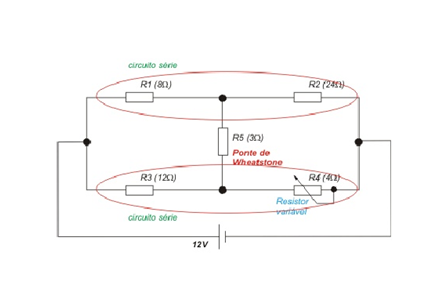 circuito série
R1 (8Ω)
R2 (24Ω)
R5 (3Ω)
Ponte de
Wheatstone
R3 (12Ω)
R4 (4Ω)
Resistor
variável
circuito série
12V